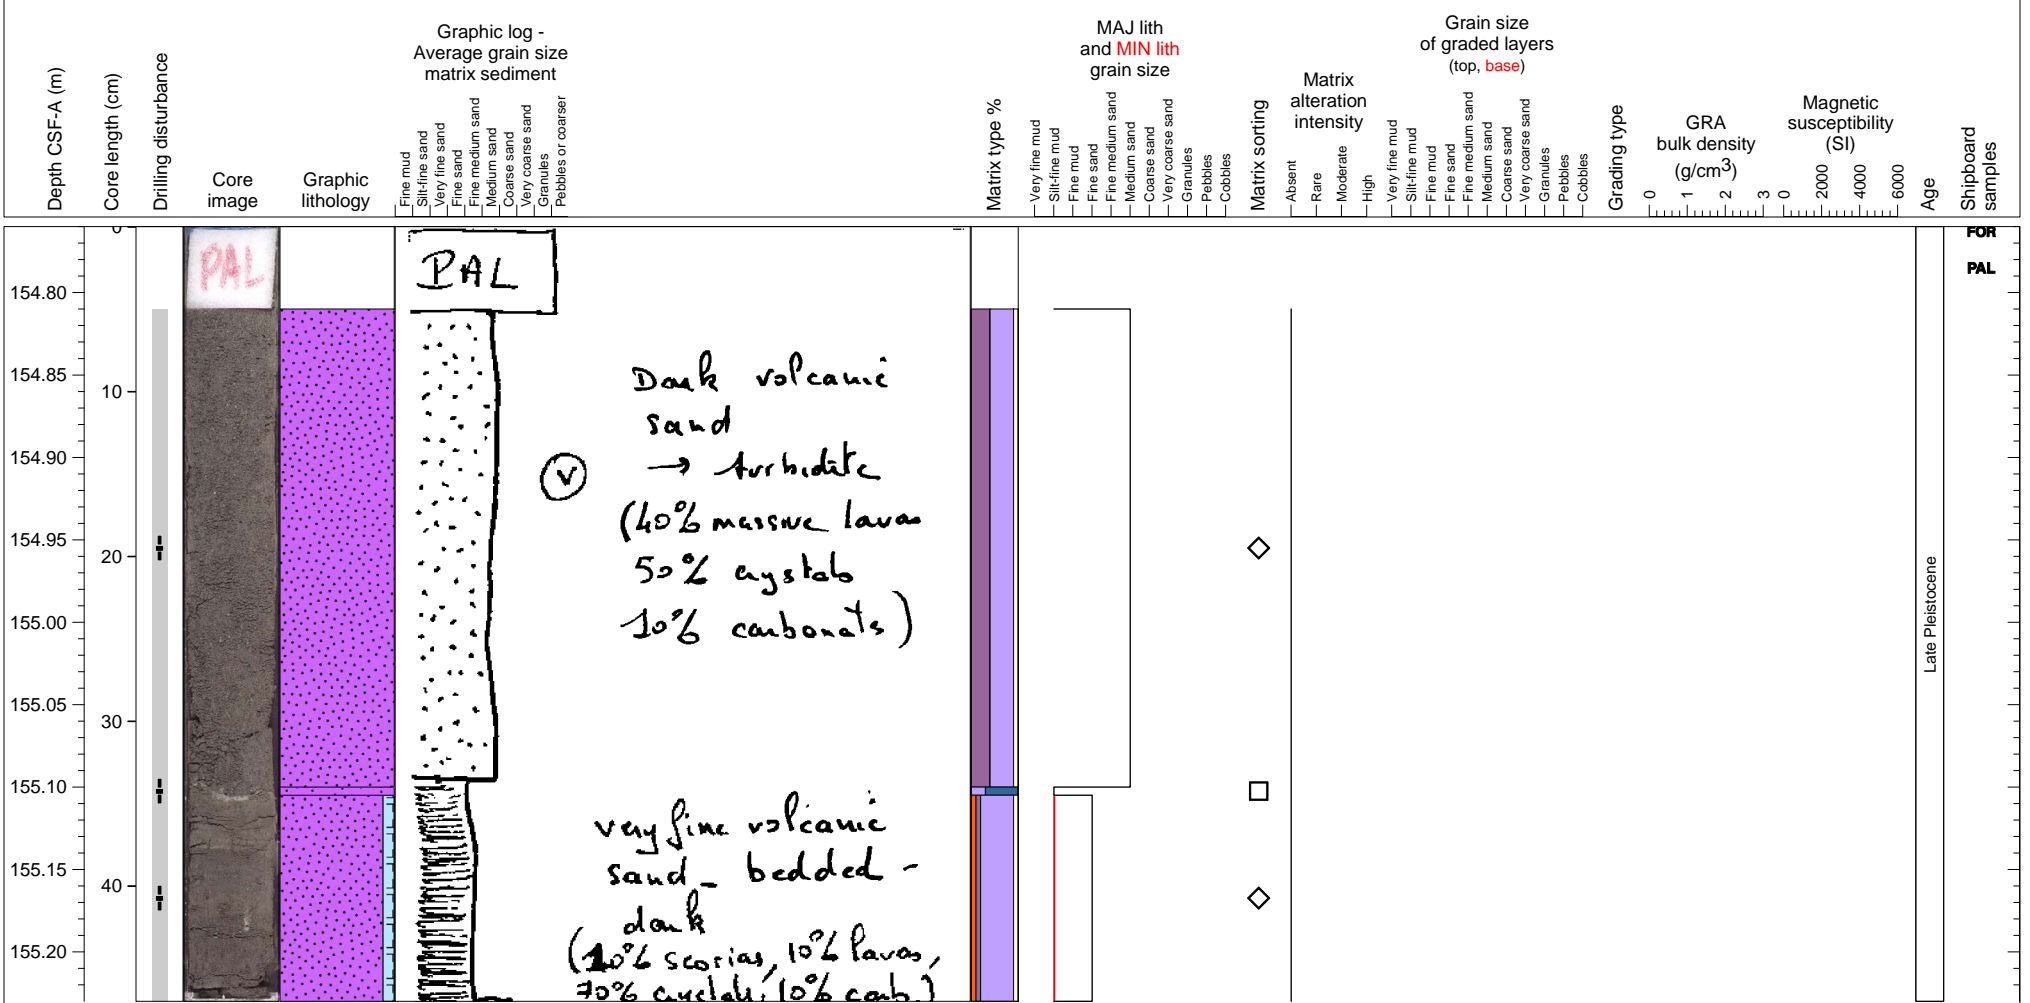 Depth CSF-A (m)
Core length (cm)
Drilling disturbance
Core
image
Graphic
lithology
Graphic log -
Average grain size
matrix sediment
Fine mud
Silt-fine sand
Very fine sand
Fine sand
Fine medium sand
Medium sand
Coarse sand
Very coarse sand
Granules
Pebbles or coarser
Matrix type %
MAJ lith
and MIN lith
grain size
Very fine mud
Silt-fine mud
Fine mud
Fine sand
Fine medium sand
Medium sand
Coarse sand
Very coarse sand
Granules
Pebbles
Cobbles
Matrix sorting
Matrix
alteration
intensity
Absent
Rare
Moderate
High
Grain size
of graded layers
(top, base)
Very fine mud
Silt-fine mud
Fine mud
Fine sand
Fine medium sand
Medium sand
Coarse sand
Very coarse sand
Granules
Pebbles
Cobbles
Grading type
GRA
bulk density
(g/cm3)
0 1 2 3
Magnetic
susceptibility
(SI)
0 2000 4000 6000
Age
Shipboard
samples
154.80
154.85
154.90
154.95
155.00
155.05
155.10
155.15
155.20
0
10
20
30
40
PAL
PAL
Dark volcanic
sand
→ turbidite
(40% massive lavas
50% crystals
10% carbonats)
V
very fine volcanic
sand - bedded -
dark
(10% scorias, 10% lavas,
70% crystals, 10% carb.)
Late Pleistocene
FOR
PAL